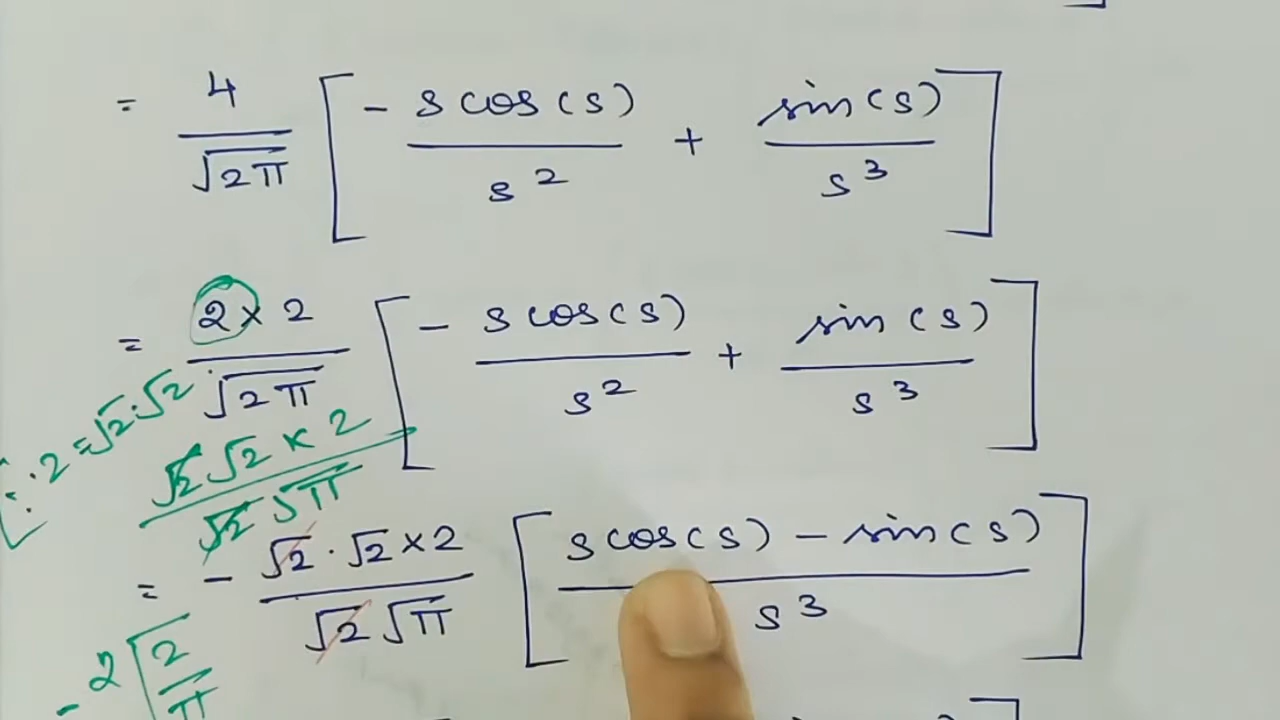 = 4/√2π [ - s cos(s)/s² + sin(s)/s³ ]
= 2×2/√2π [ - s cos(s)/s² + sin(s)/s³ ]
∵ 2 = √2·√2
√2 √2 × 2/√2 √π
= - √2·√2×2/√2 √π [ s cos(s) - sin(s)/s³ ]
- 2√2/π